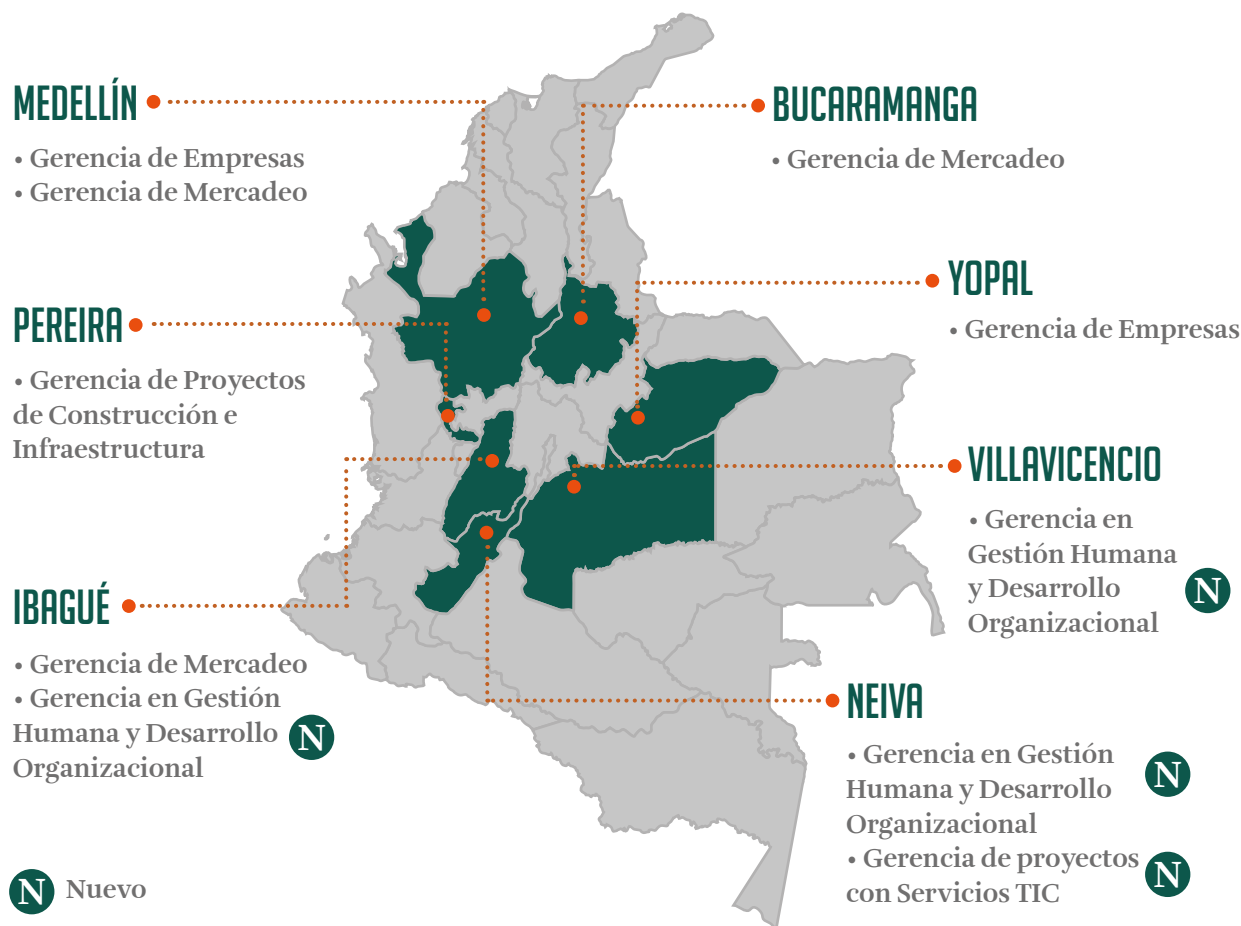 MEDELLÍN
• Gerencia de Empresas
• Gerencia de Mercadeo
BUCARAMANGA
• Gerencia de Mercadeo
YOPAL
• Gerencia de Empresas
PEREIRA
• Gerencia de Proyectos
de Construcción e
Infraestructura
VILLAVICENCIO
• Gerencia en
Gestión Humana
y Desarrollo
Organizacional
N
IBAGUÉ
• Gerencia de Mercadeo
• Gerencia en Gestión
Humana y Desarrollo
Organizacional
N
NEIVA
• Gerencia en Gestión
Humana y Desarrollo
Organizacional
N
• Gerencia de proyectos
con Servicios TIC
N
N Nuevo